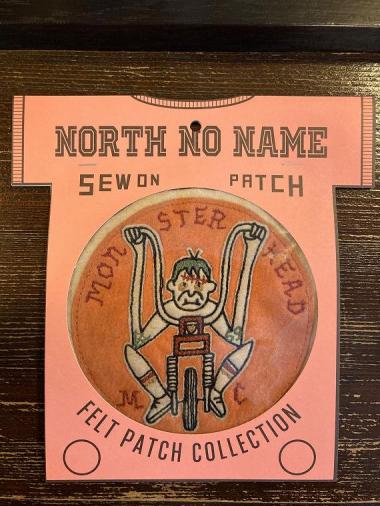 NORTH NO NAME
SEW ON PATCH
MON STER HEAD
M C
FELT PATCH COLLECTION